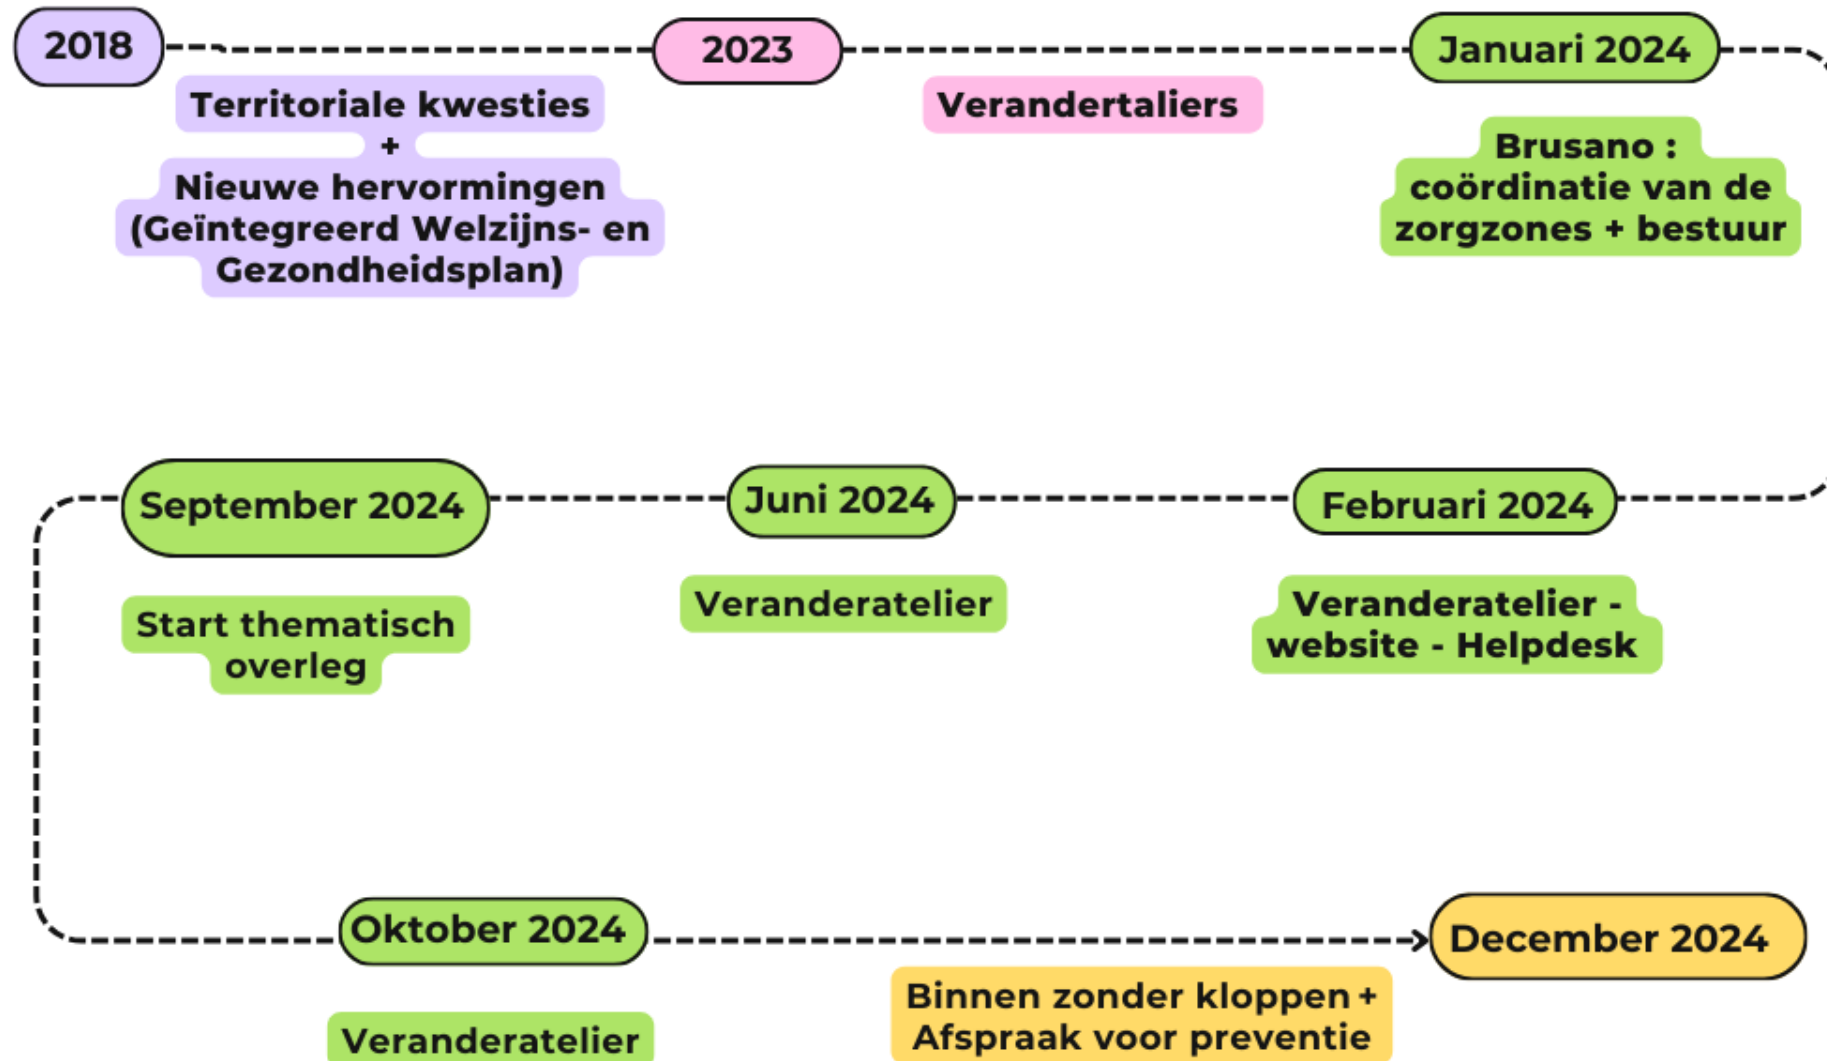 2018
Territoriale kwesties
+
Nieuwe hervormingen
(Geïntegreerd Welzijns- en
Gezondheidsplan)
2023
Verandertaliers
Januari 2024
Brusano :
coördinatie van de
zorgzones + bestuur
Februari 2024
Veranderatelier -
website - Helpdesk
Juni 2024
Veranderatelier
September 2024
Start thematisch
overleg
Oktober 2024
Veranderatelier
Binnen zonder kloppen +
Afspraak voor preventie
December 2024